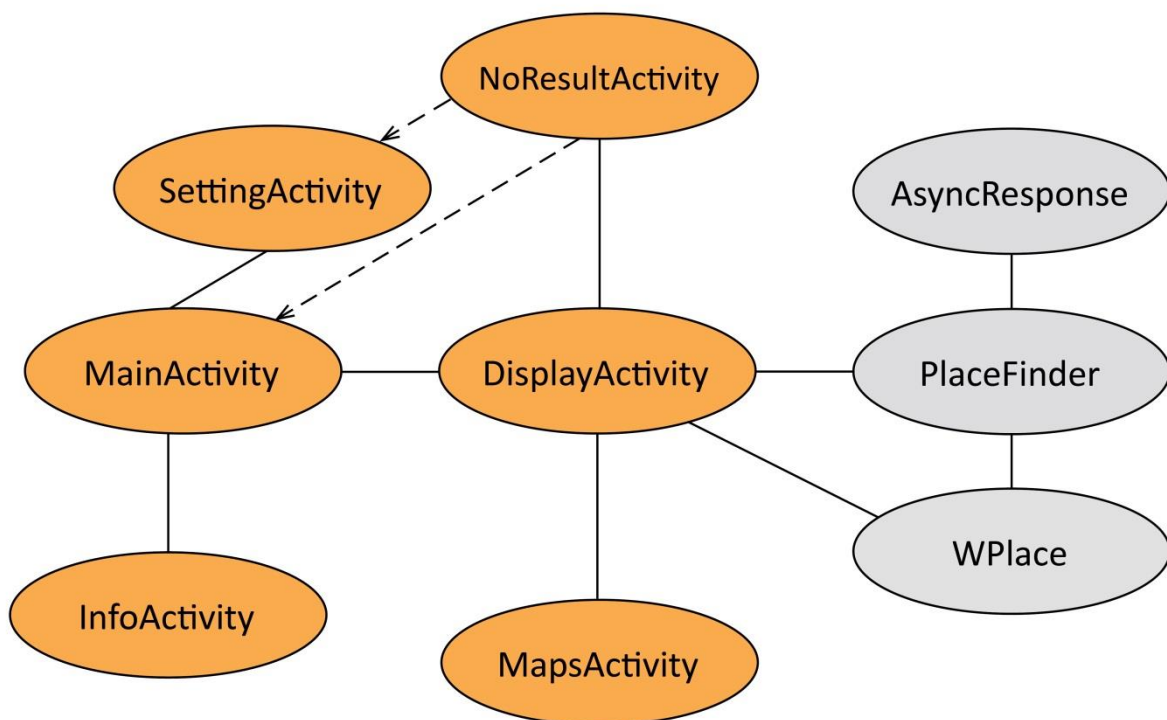 NoResultActivity
SettingActivity
AsyncResponse
MainActivity
DisplayActivity
PlaceFinder
WPlace
InfoActivity
MapsActivity